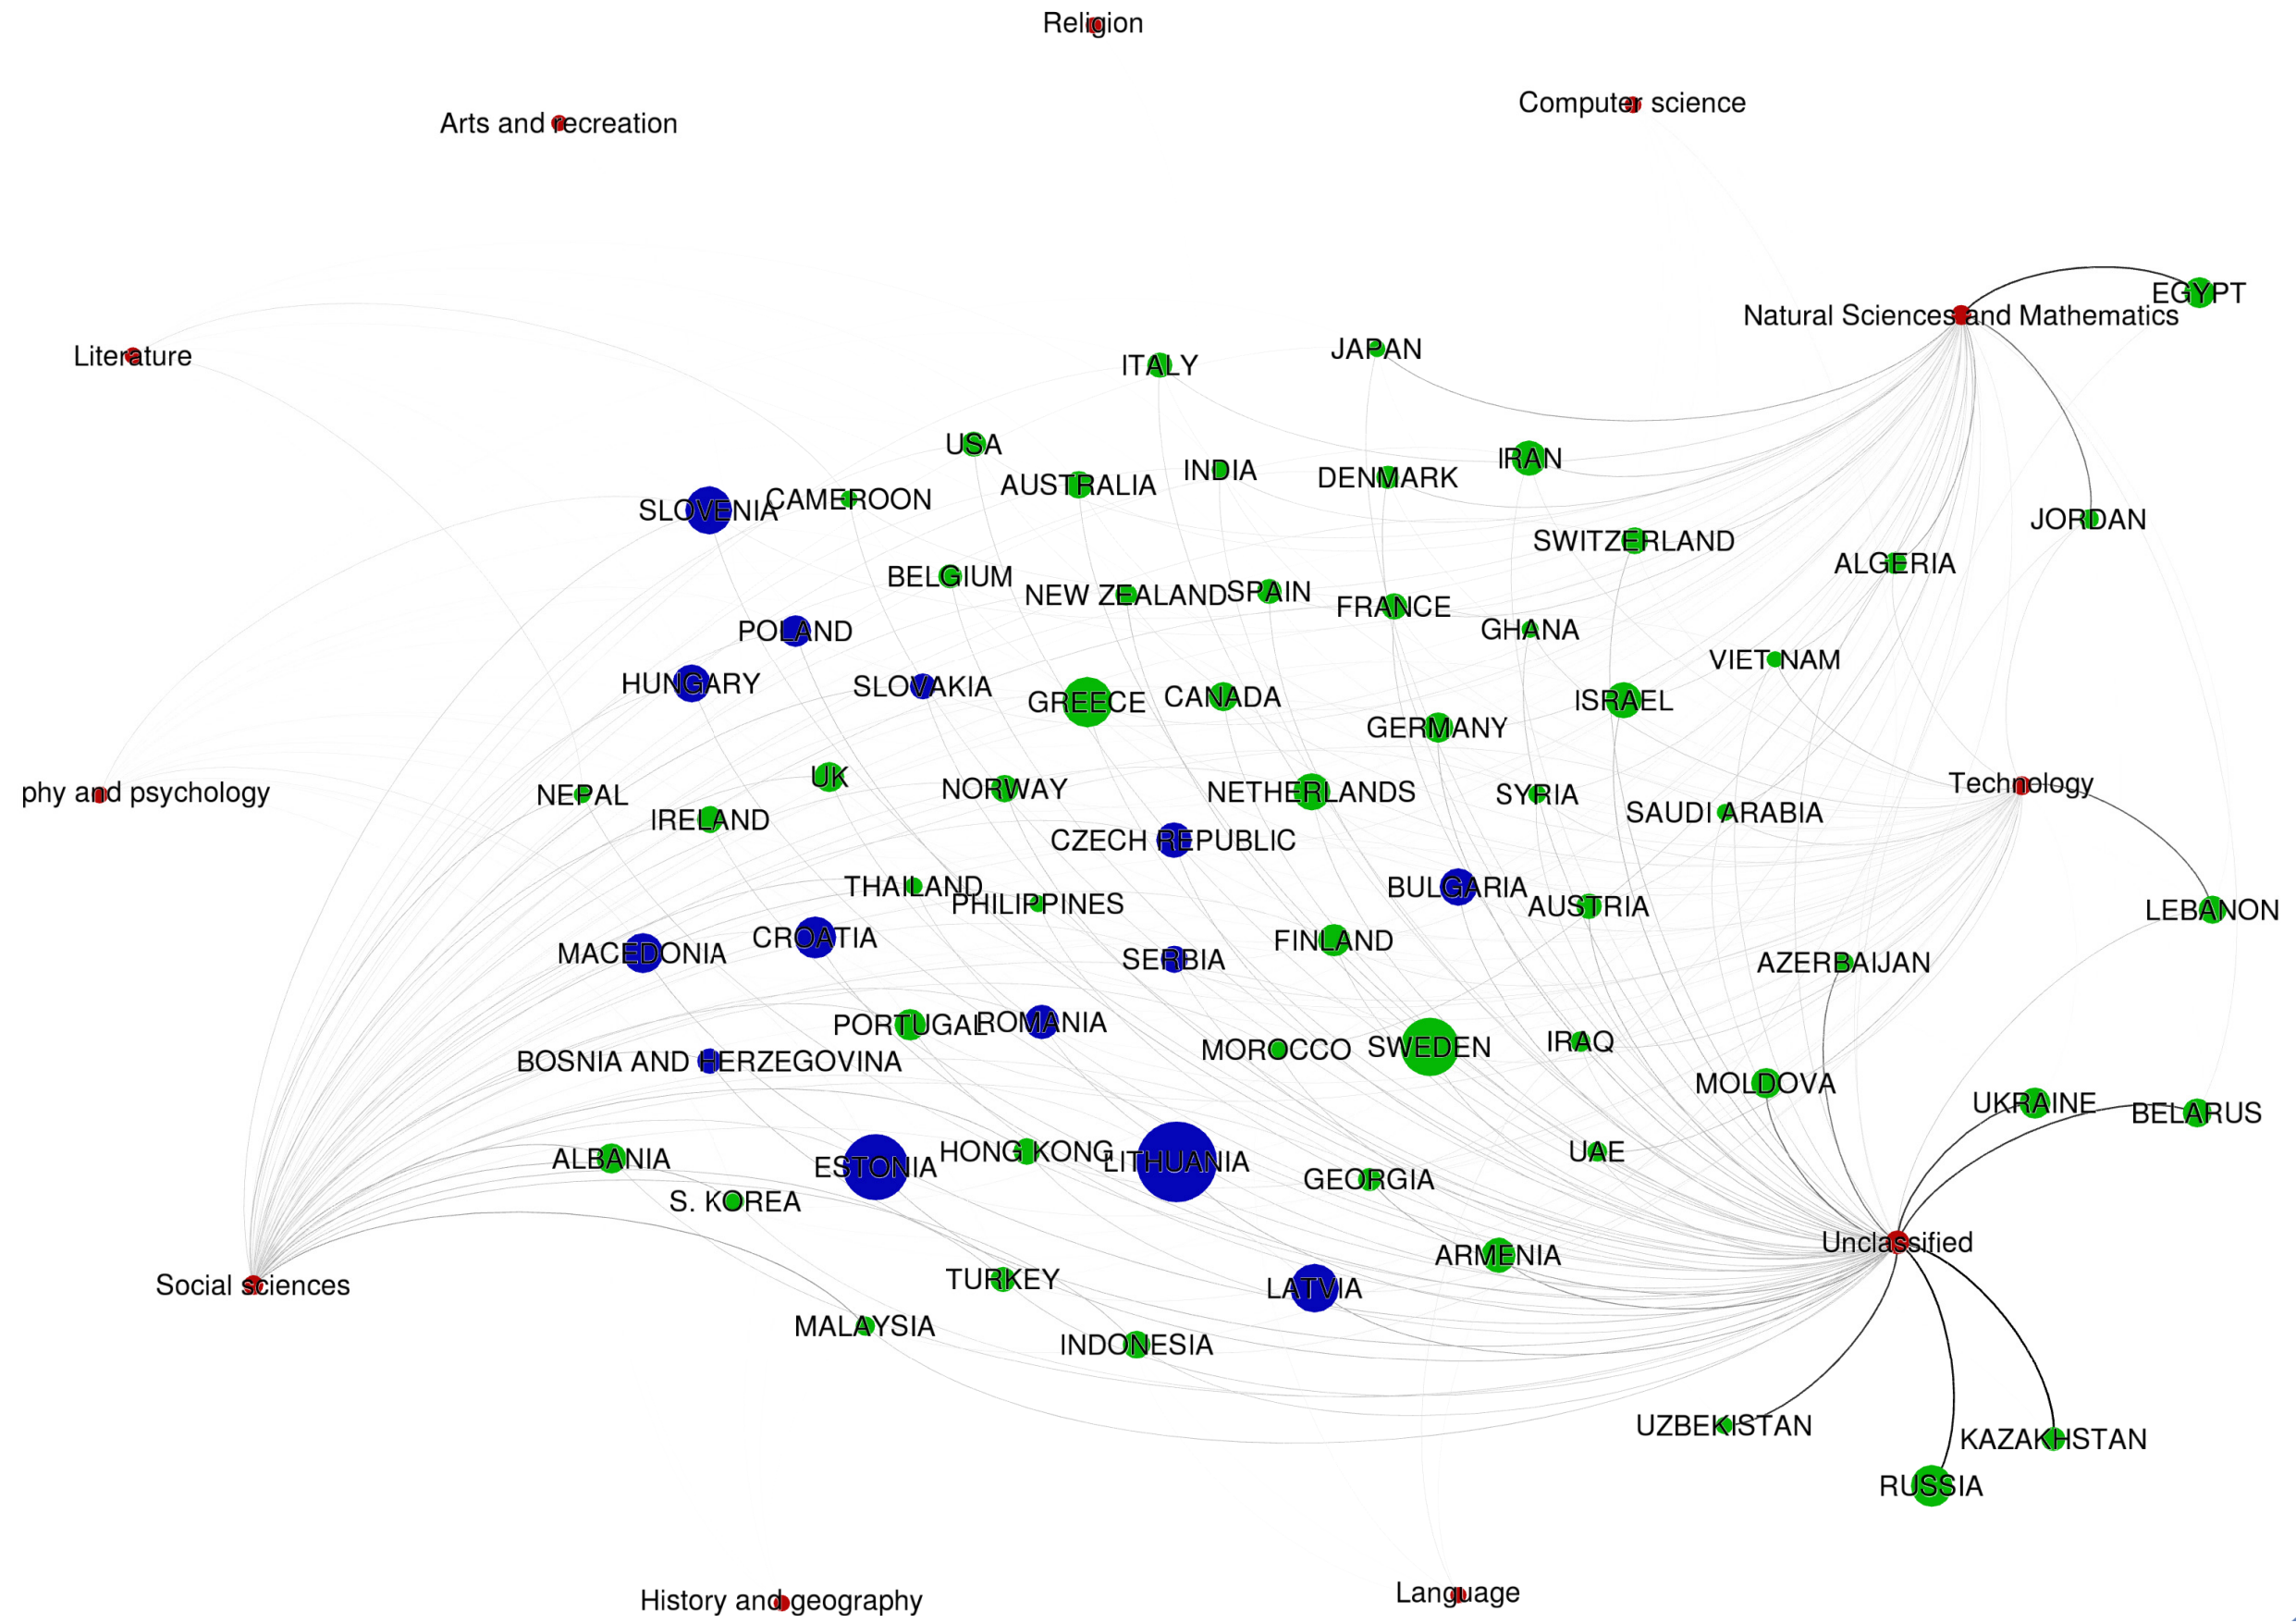 Religion
Computer science
Arts and recreation
EGYPT
Natural Sciences and Mathematics
JAPAN
Literature
ITALY
USA
IRAN
INDIA
DENMARK
AUSTRALIA
CAMEROON
SLOVENIA
JORDAN
SWITZERLAND
ALGERIA
BELGIUM
SPAIN
NEW ZEALAND
FRANCE
GHANA
POLAND
VIET NAM
HUNGARY
SLOVAKIA
CANADA
ISRAEL
GREECE
GERMANY
UK
Technology
NORWAY
NETHERLANDS
phy and psychology
NEPAL
SYRIA
SAUDI ARABIA
IRELAND
CZECH REPUBLIC
THAILAND
BULGARIA
PHILIPPINES
AUSTRIA
LEBANON
CROATIA
FINLAND
MACEDONIA
SERBIA
AZERBAIJAN
ROMANIA
PORTUGAL
IRAQ
SWEDEN
MOROCCO
BOSNIA AND HERZEGOVINA
MOLDOVA
UKRAINE
BELARUS
HONG KONG
UAE
ALBANIA
LITHUANIA
ESTONIA
GEORGIA
S. KOREA
Unclassified
ARMENIA
TURKEY
Social sciences
LATVIA
MALAYSIA
INDONESIA
UZBEKISTAN
KAZAKHSTAN
RUSSIA
Language
History and geography